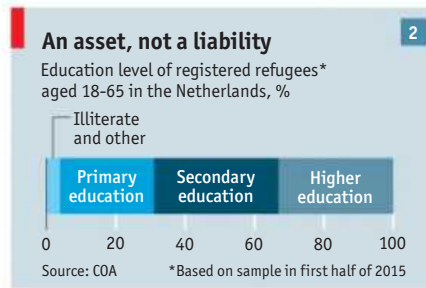 2
An asset, not a liability
Education level of registered refugees*
aged 18-65 in the Netherlands, %
Illiterate
and other
Primary
education
Secondary
education
Higher
education
0 20 40 60 80 100
Source: COA *Based on sample in first half of 2015